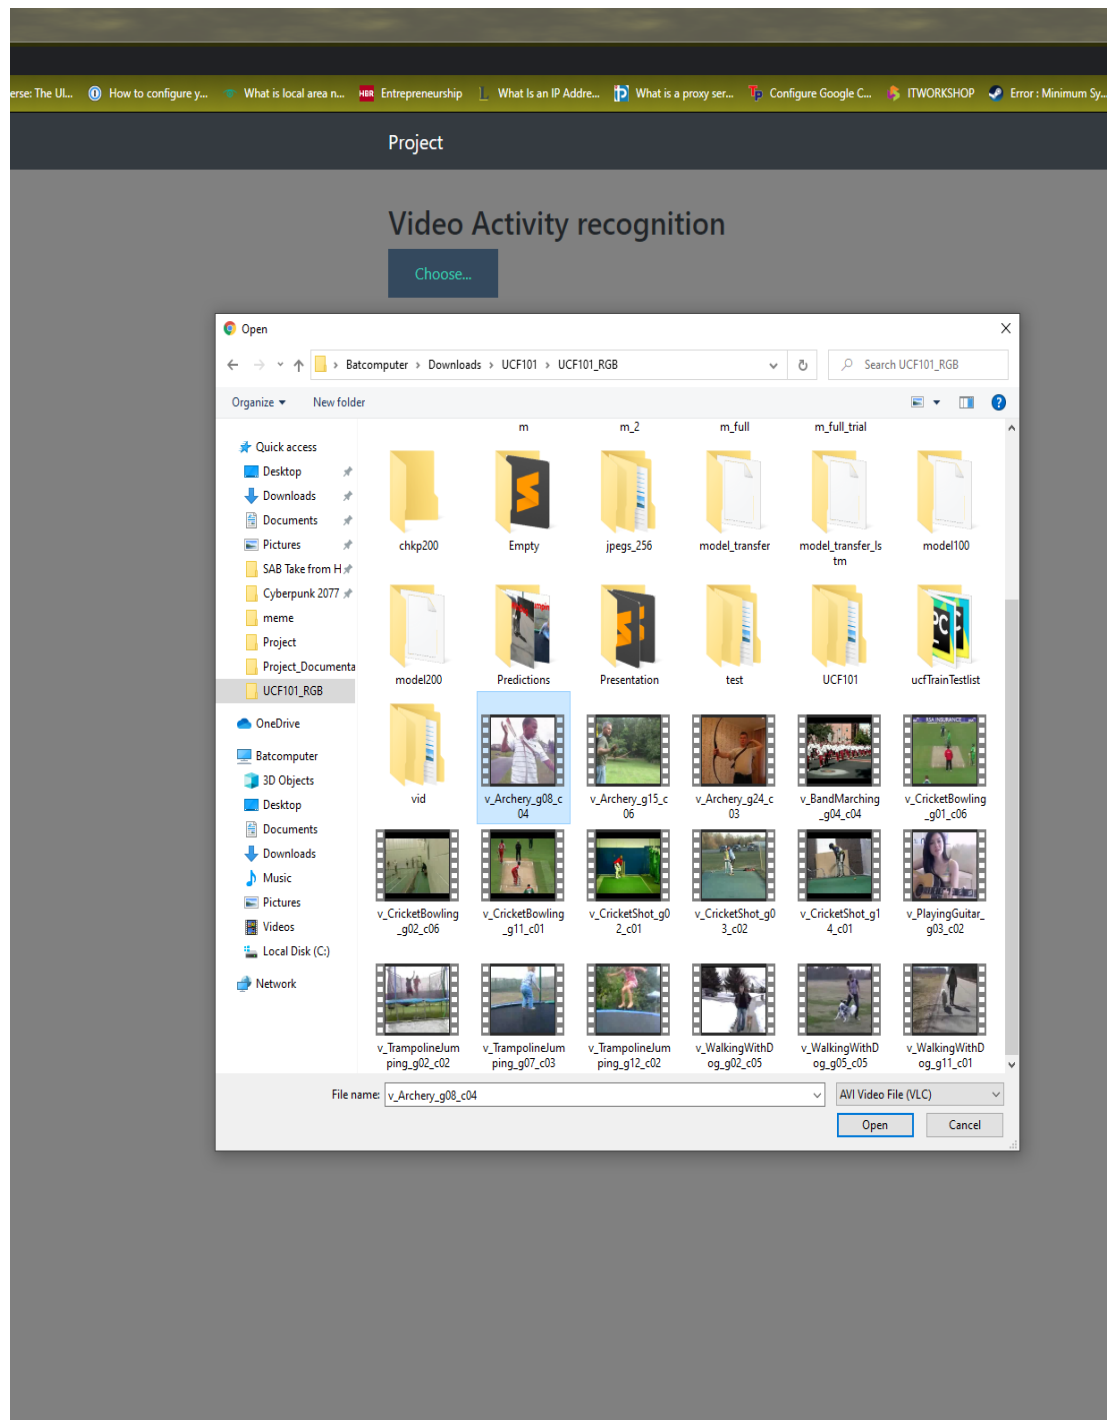 erse: The Ul... How to configure y... What is local area n... HBR Entrepreneurship What Is an IP Addre... What is a proxy ser... Tp Configure Google C... ITWORKSHOP Error : Minimum Sy...
Project
Video Activity recognition
Choose...
Open
Batcomputer > Downloads > UCF101 > UCF101_RGB
Search UCF101_RGB
Organize
New folder
Quick access
Desktop
Downloads
Documents
Pictures
SAB Take from H
Cyberpunk 2077
meme
Project
Project_Documenta
UCF101_RGB
OneDrive
Batcomputer
3D Objects
Desktop
Documents
Downloads
Music
Pictures
Videos
Local Disk (C:)
Network
m m_2 m_full m_full_trial
chkp200 Empty jpegs_256 model_transfer model_transfer_ls model100
tm
model200 Predictions Presentation test UCF101 ucfTrainTestlist
vid v_Archery_g08_c v_Archery_g15_c v_Archery_g24_c v_BandMarching v_CricketBowling
04 06 03 _g04_c04 _g01_c06
v_CricketBowling v_CricketBowling v_CricketShot_g0 v_CricketShot_g0 v_CricketShot_g1 v_PlayingGuitar_
_g02_c06 _g11_c01 2_c01 3_c02 4_c01 g03_c02
v_TrampolineJum v_TrampolineJum v_TrampolineJum v_WalkingWithD v_WalkingWithD v_WalkingWithD
ping_g02_c02 ping_g07_c03 ping_g12_c02 og_g02_c05 og_g05_c05 og_g11_c01
File name: v_Archery_g08_c04
AVI Video File (VLC)
Open Cancel